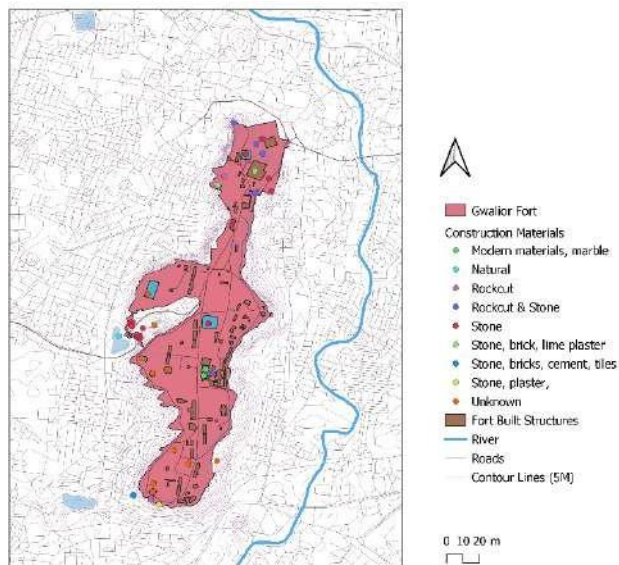 Gwalior Fort
Construction Materials
Modern materials, marble
Natural
Rockcut
Rockcut & Stone
Stone
Stone, brick, lime plaster
Stone, bricks, cement, tiles
Stone, plaster,
Unknown
Fort Built Structures
River
Roads
Contour Lines (5M)
0 10 20 m